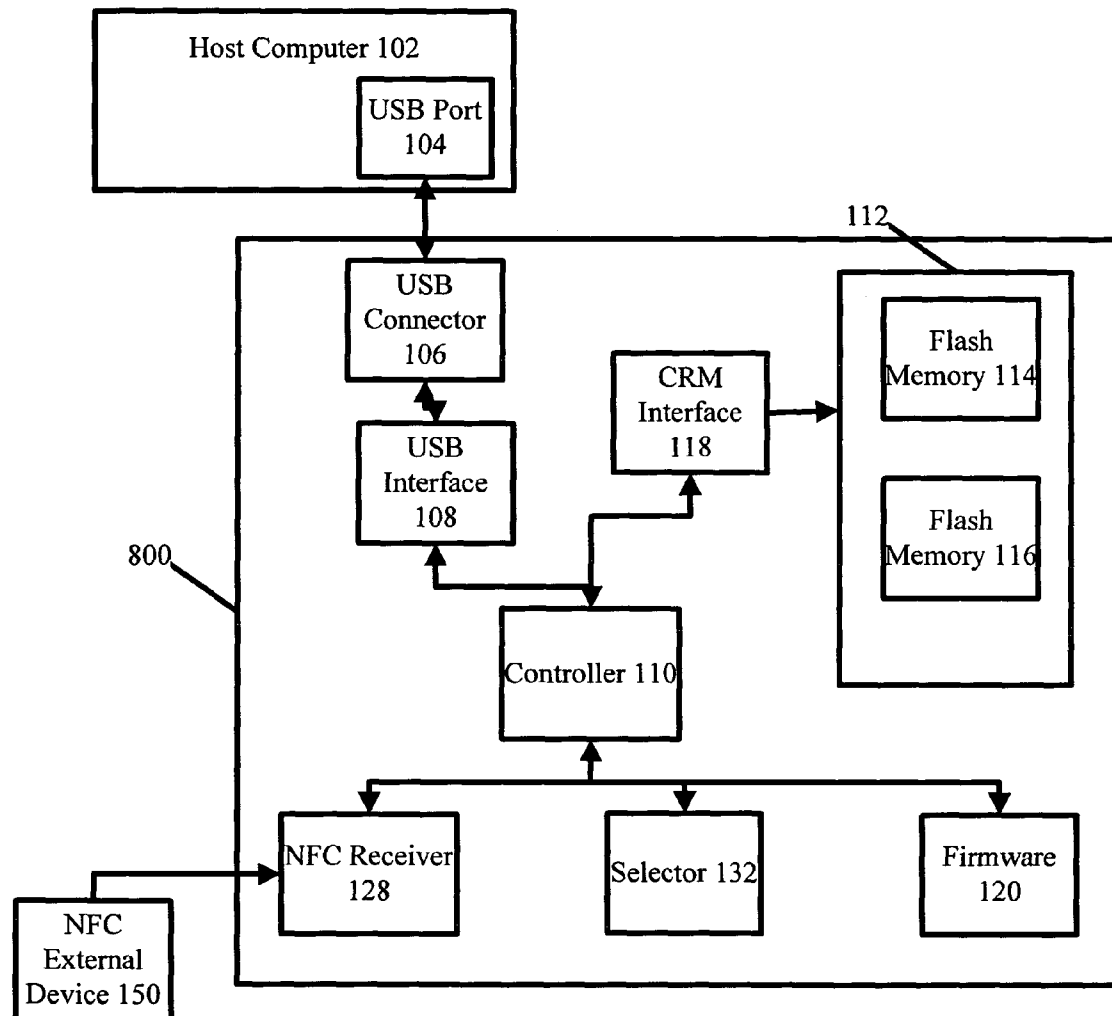 Host Computer 102
USB Port
104
112
USB
Connector
106
Flash
Memory 114
CRM
Interface
118
USB
Interface
108
Flash
Memory 116
800
Controller 110
NFC Receiver
128
Selector 132
Firmware
120
NFC
External
Device 150